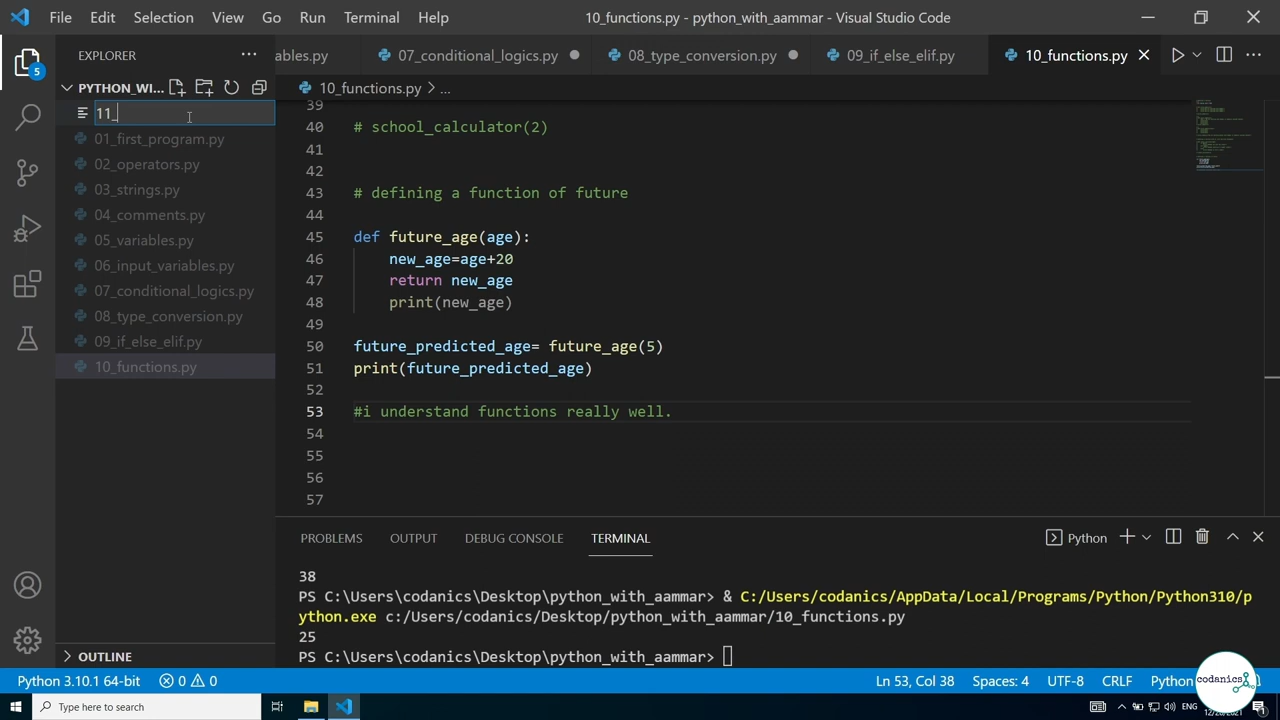 File Edit Selection View Go Run Terminal Help
10_functions.py - python_with_aammar - Visual Studio Code
EXPLORER
ables.py
07_conditional_logics.py
08_type_conversion.py
09_if_else_elif.py
10_functions.py
5
PYTHON_WI...
10_functions.py > ...
11_
01_first_program.py
02_operators.py
03_strings.py
04_comments.py
05_variables.py
06_input_variables.py
07_conditional_logics.py
08_type_conversion.py
09_if_else_elif.py
10_functions.py
39
40 # school_calculator(2)
41
42
43 # defining a function of future
44
45 def future_age(age):
46 new_age=age+20
47 return new_age
48 print(new_age)
49
50 future_predicted_age= future_age(5)
51 print(future_predicted_age)
52
53 #i understand functions really well.
54
55
56
57
PROBLEMS OUTPUT DEBUG CONSOLE TERMINAL
Python
38
PS C:\Users\codanics\Desktop\python_with_aammar> & C:/Users/codanics/AppData/Local/Programs/Python/Python310/p
ython.exe c:/Users/codanics/Desktop/python_with_aammar/10_functions.py
25
PS C:\Users\codanics\Desktop\python_with_aammar>
OUTLINE
Python 3.10.1 64-bit 0 0
Ln 53, Col 38 Spaces: 4 UTF-8 CRLF Python
codanics
Type here to search
ENG